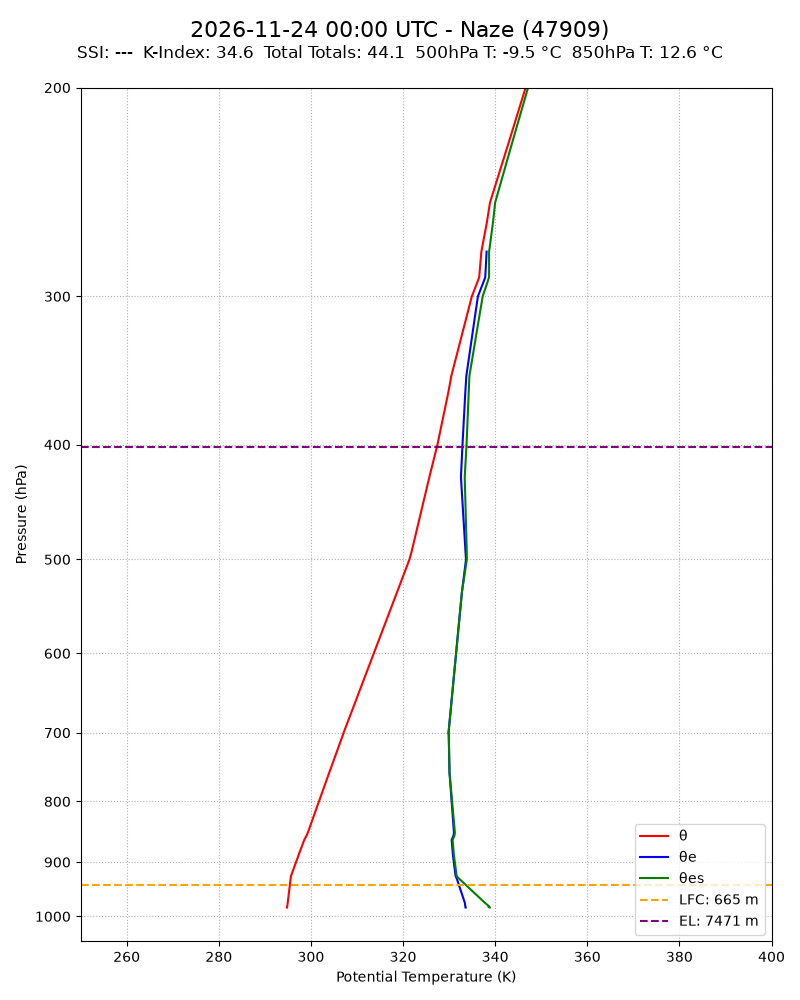 2026-11-24 00:00 UTC - Naze (47909)
SSI: ---  K-Index: 34.6  Total Totals: 44.1  500hPa T: -9.5 °C  850hPa T: 12.6 °C
200
300
400
500
600
700
800
900
1000
Pressure (hPa)
θ
θe
θes
LFC: 665 m
EL: 7471 m
260 280 300 320 340 360 380 400
Potential Temperature (K)